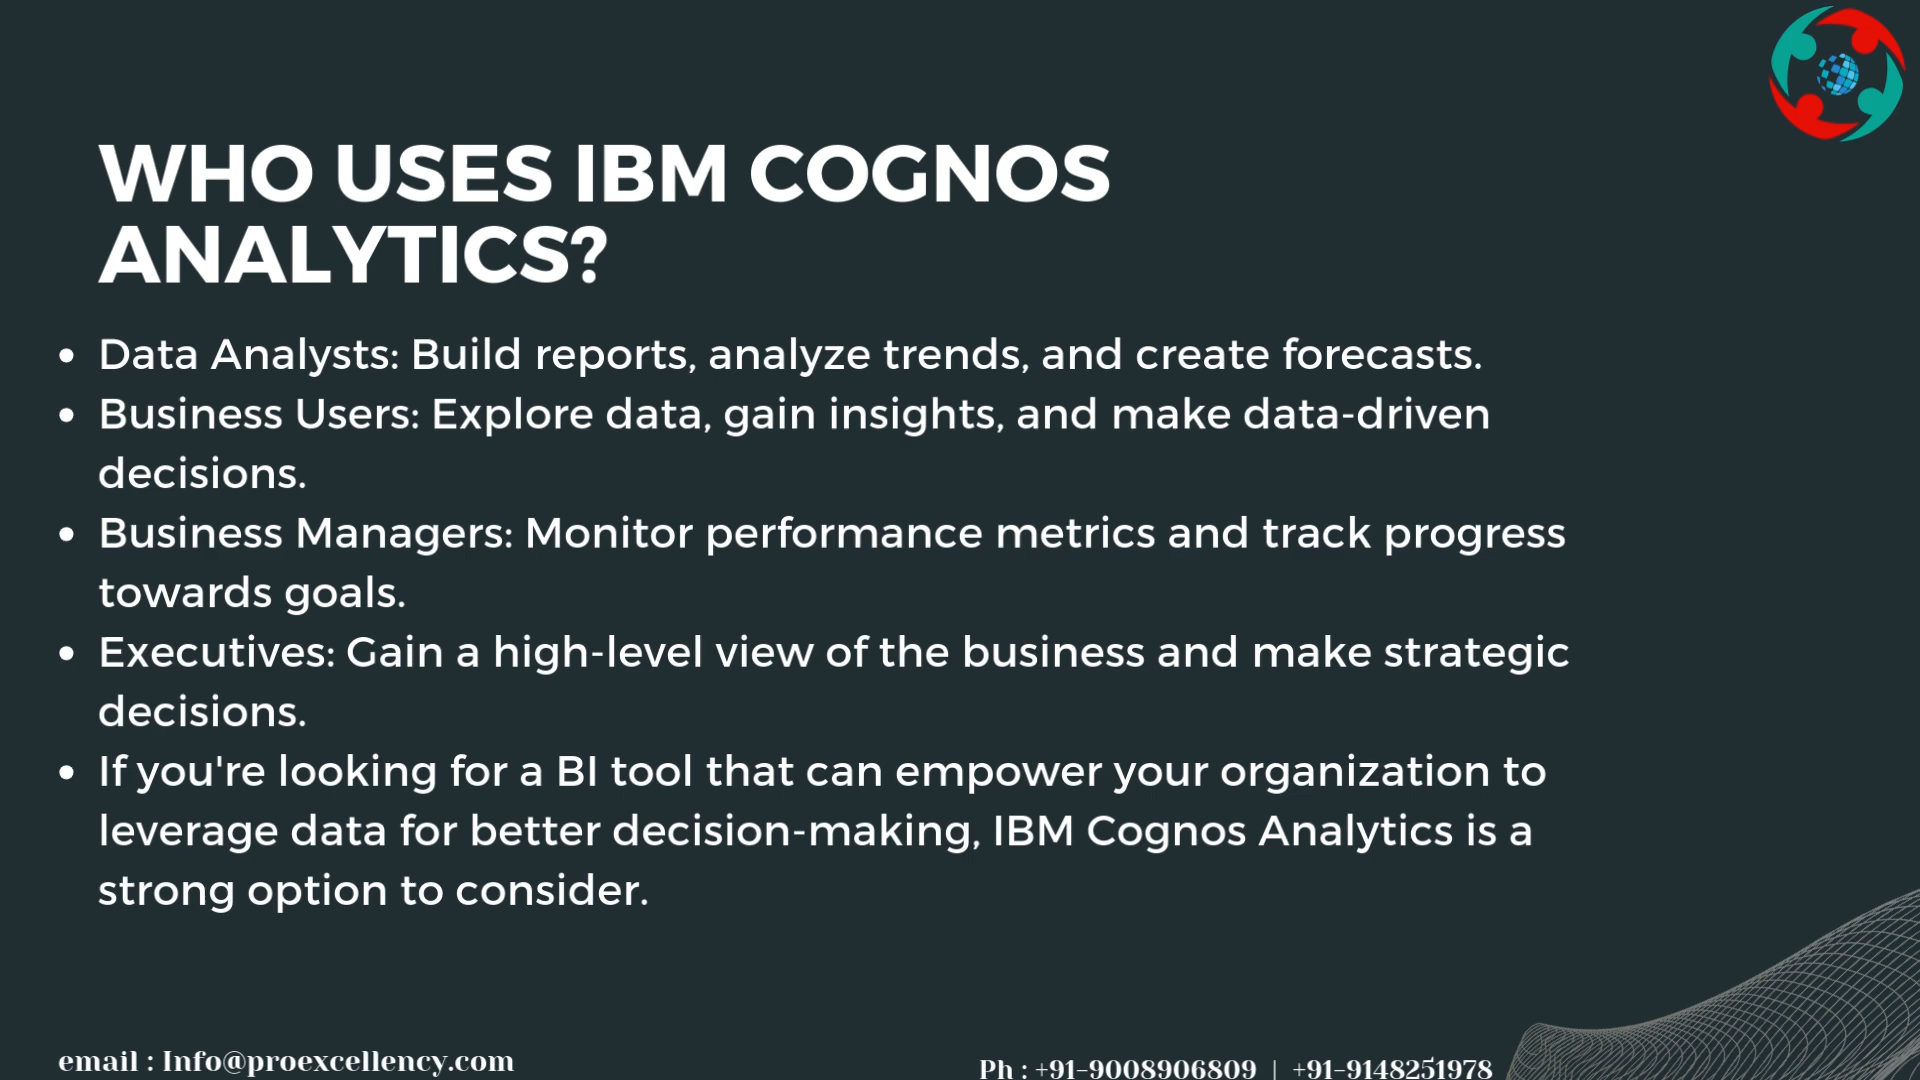 WHO USES IBM COGNOS
ANALYTICS?
• Data Analysts: Build reports, analyze trends, and create forecasts.
• Business Users: Explore data, gain insights, and make data-driven
decisions.
• Business Managers: Monitor performance metrics and track progress
towards goals.
• Executives: Gain a high-level view of the business and make strategic
decisions.
• If you're looking for a BI tool that can empower your organization to
leverage data for better decision-making, IBM Cognos Analytics is a
strong option to consider.
email : Info@proexcellency.com
Ph : +91-9008906809 | +91-9148251978